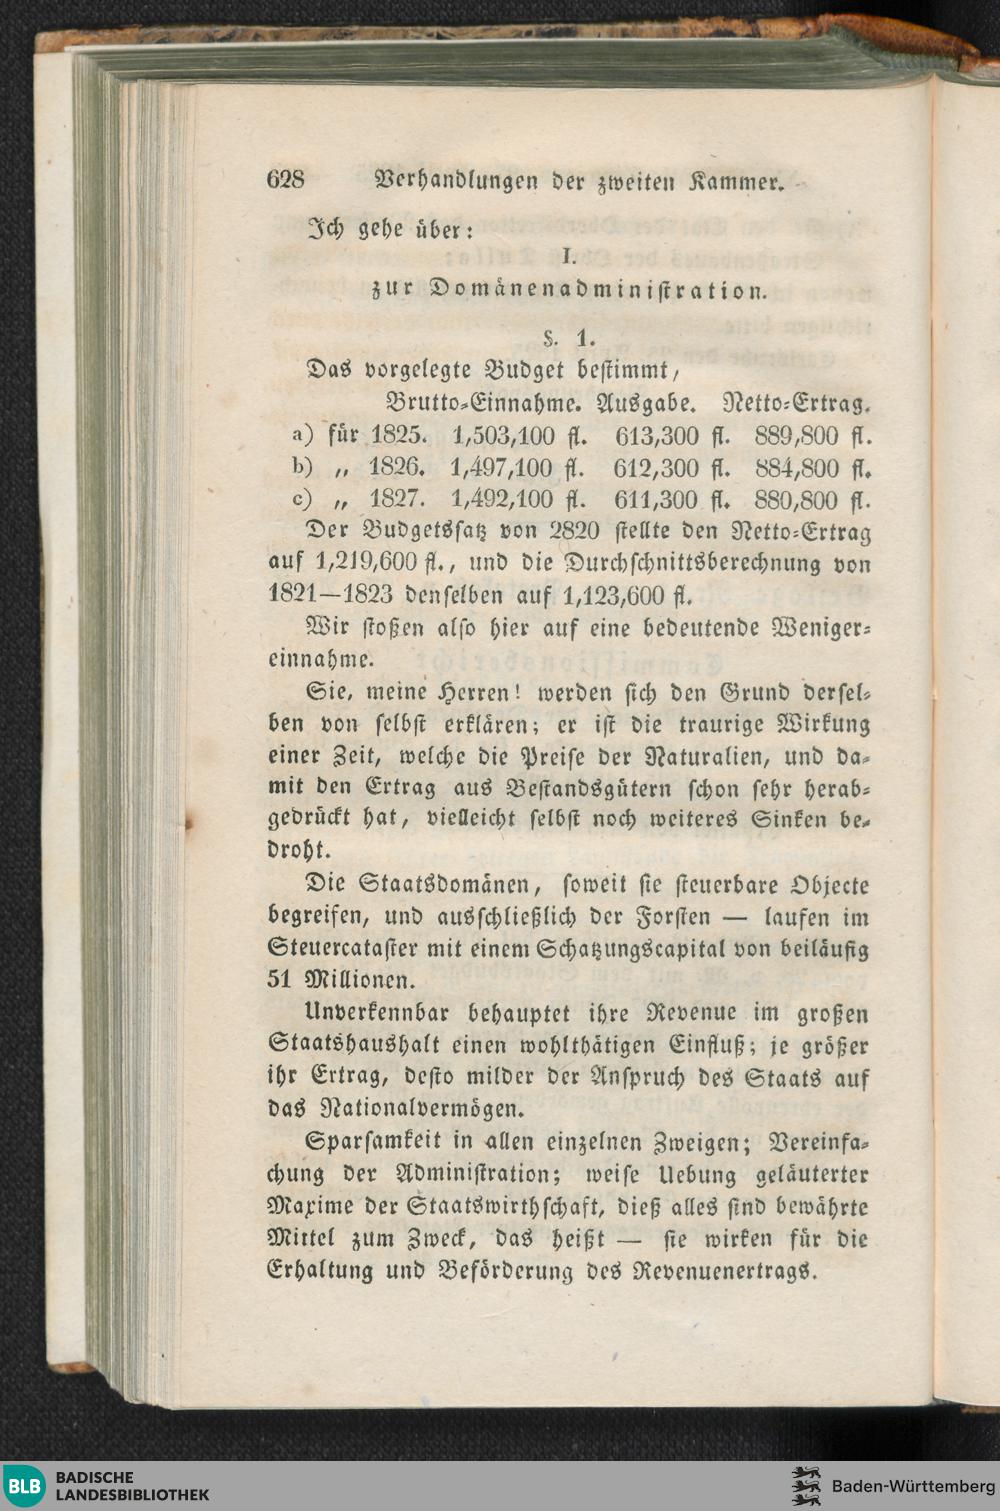 628 Verhandlungen der zweiten Kammer.
Ich gehe über:
I.
zur Domänenadministration.
§. 1.
Das vorgelegte Budget bestimmt,
Brutto-Einnahme. Ausgabe. Netto-Ertrag.
a) für 1825. 1,503,100 fl. 613,300 fl. 889,800 fl.
b) „ 1826. 1,497,100 fl. 612,300 fl. 884,800 fl.
c) „ 1827. 1,492,100 fl. 611,300 fl. 880,800 fl.
Der Budgetssatz von 2820 stellte den Netto-Ertrag
auf 1,219,600 fl., und die Durchschnittsberechnung von
1821—1823 denselben auf 1,123,600 fl.
Wir stoßen also hier auf eine bedeutende Weniger-
einnahme.
Sie, meine Herren! werden sich den Grund dersel-
ben von selbst erklären; er ist die traurige Wirkung
einer Zeit, welche die Preise der Naturalien, und da-
mit den Ertrag aus Bestandsgütern schon sehr herab-
gedrückt hat, vielleicht selbst noch weiteres Sinken be-
droht.
Die Staatsdomänen, soweit sie steuerbare Objecte
begreifen, und ausschließlich der Forsten — laufen im
Steuercataster mit einem Schatzungscapital von beiläufig
51 Millionen.
Unverkennbar behauptet ihre Revenue im großen
Staatshaushalt einen wohlthätigen Einfluß; je größer
ihr Ertrag, desto milder der Anspruch des Staats auf
das Nationalvermögen.
Sparsamkeit in allen einzelnen Zweigen; Vereinfa-
chung der Administration; weise Uebung geläuterter
Maxime der Staatswirthschaft, dieß alles sind bewährte
Mittel zum Zweck, das heißt — sie wirken für die
Erhaltung und Beförderung des Revenuenertrags.
BLB BADISCHE
LANDESBIBLIOTHEK
Baden-Württemberg